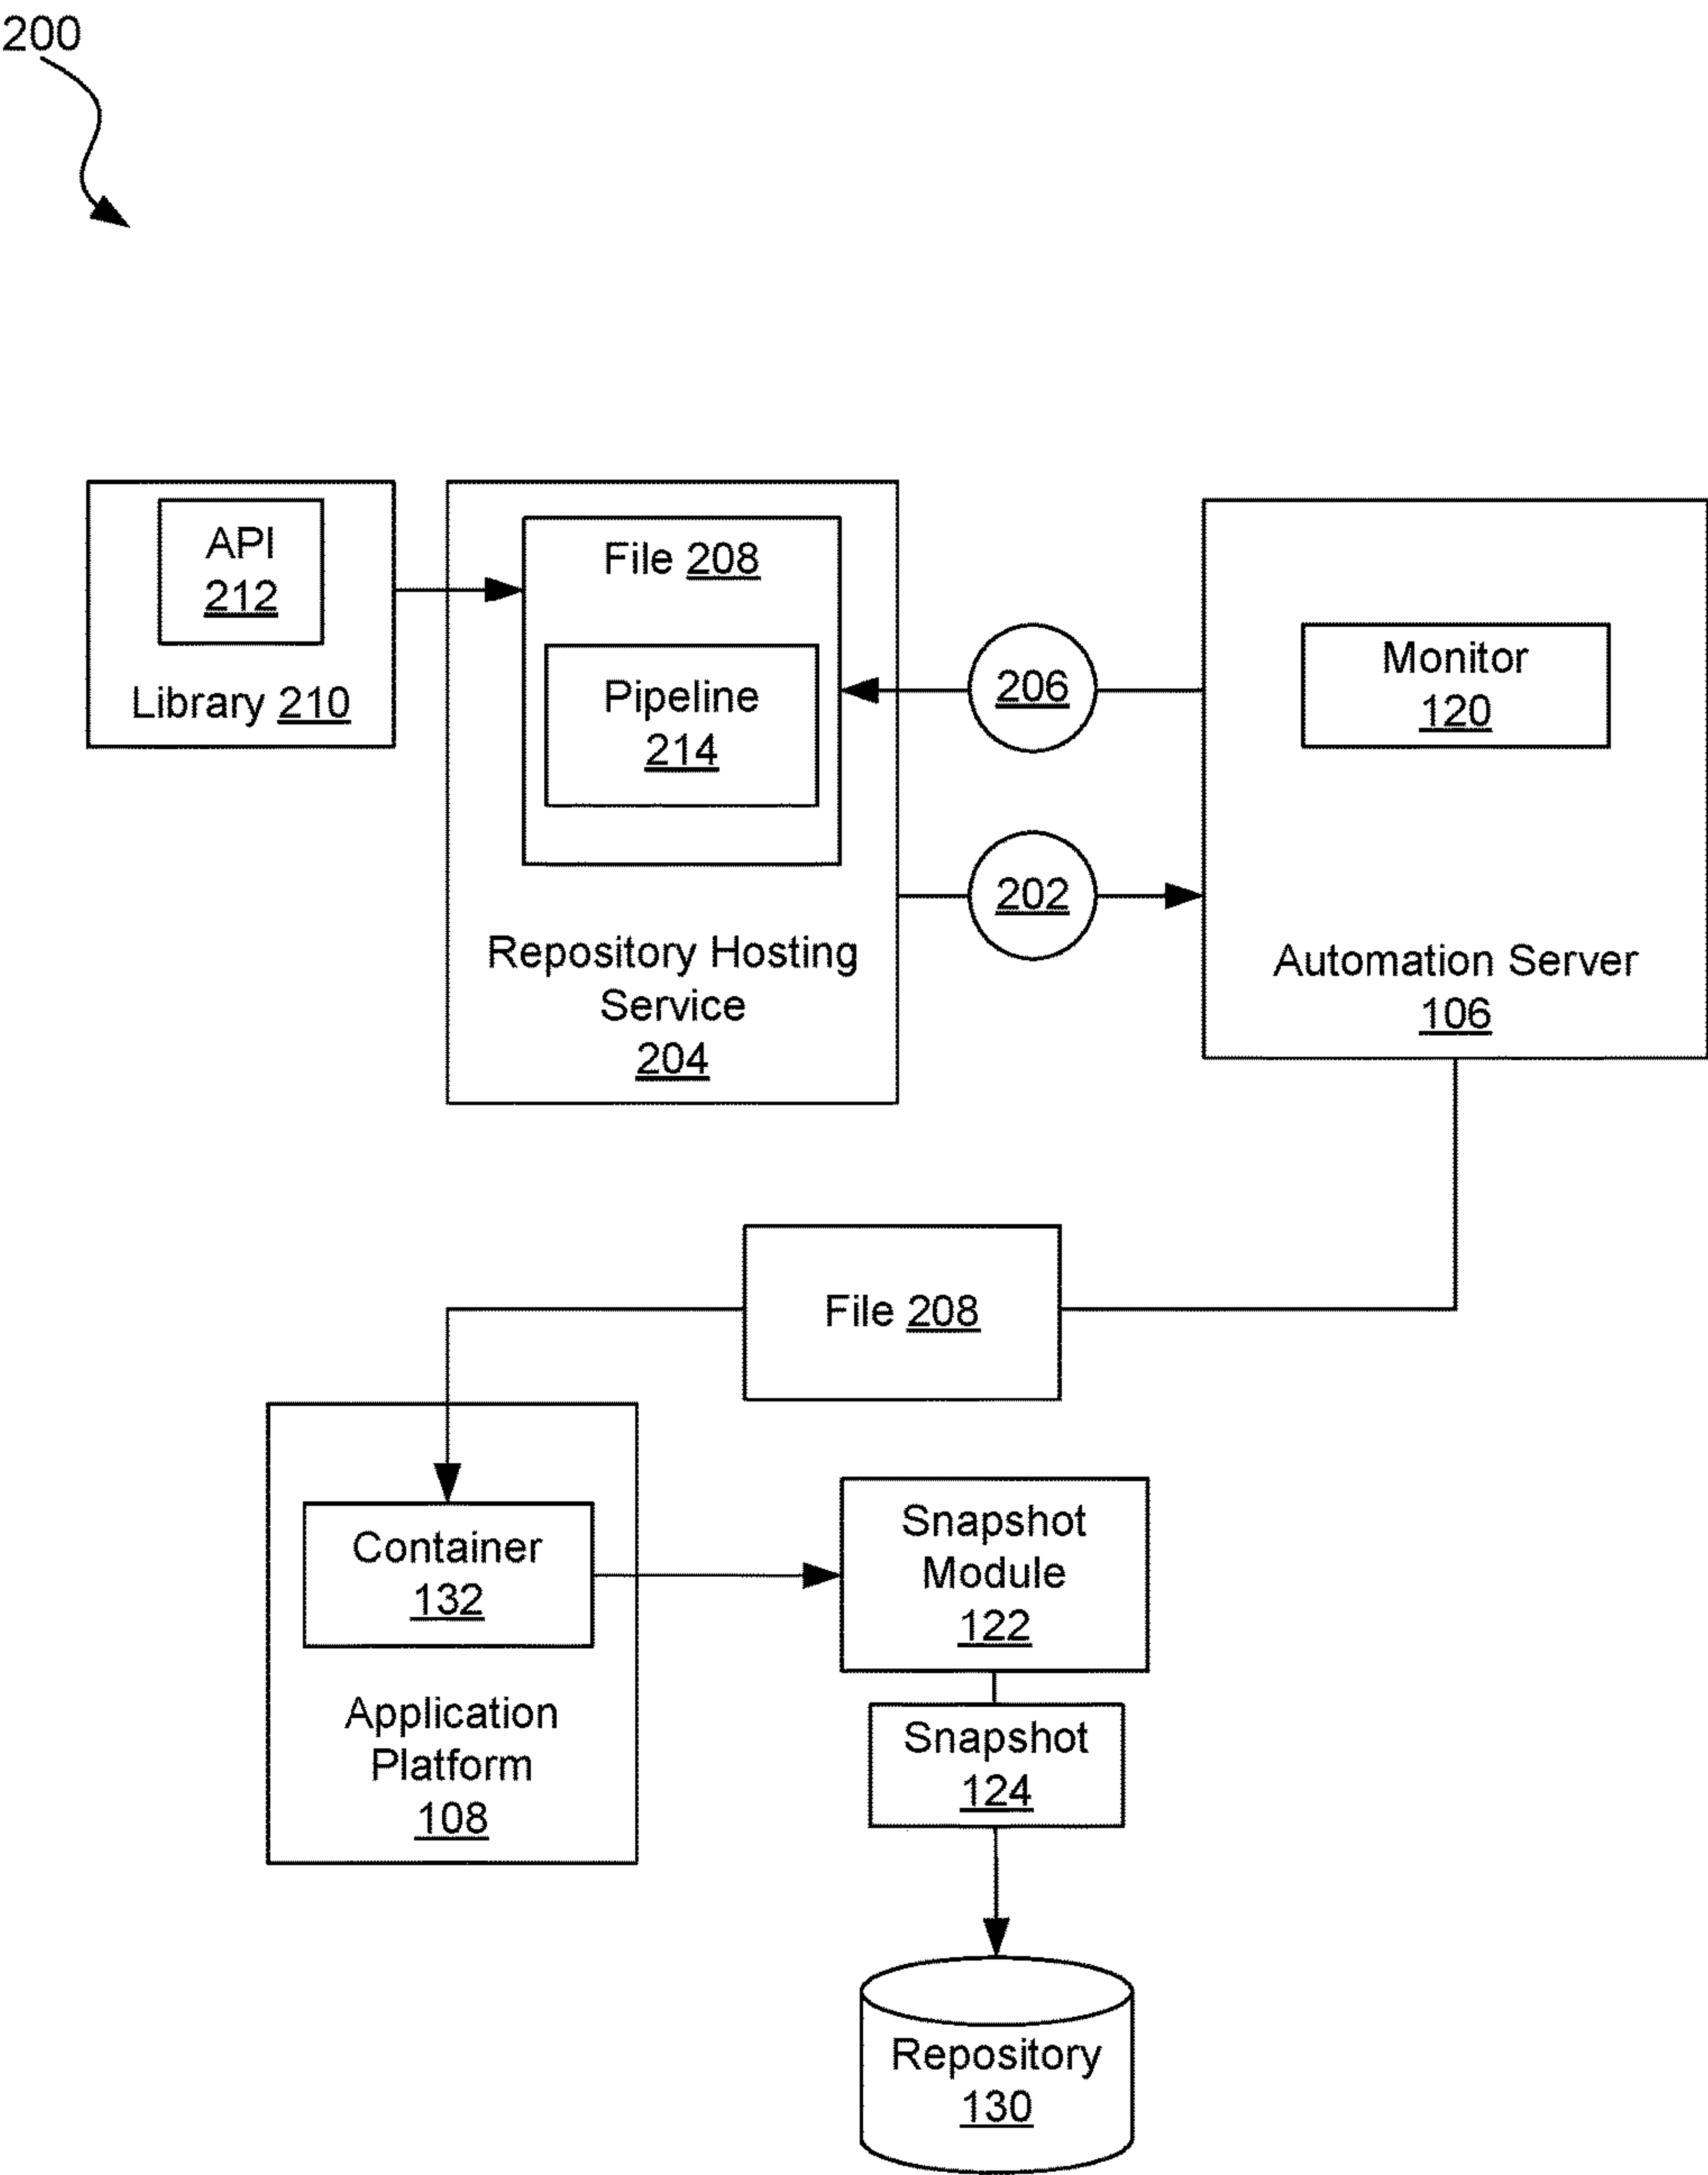 200
API
212
Library 210
File 208
Pipeline
214
Repository Hosting
Service
204
206
202
Monitor
120
Automation Server
106
File 208
Container
132
Application
Platform
108
Snapshot
Module
122
Snapshot
124
Repository
130